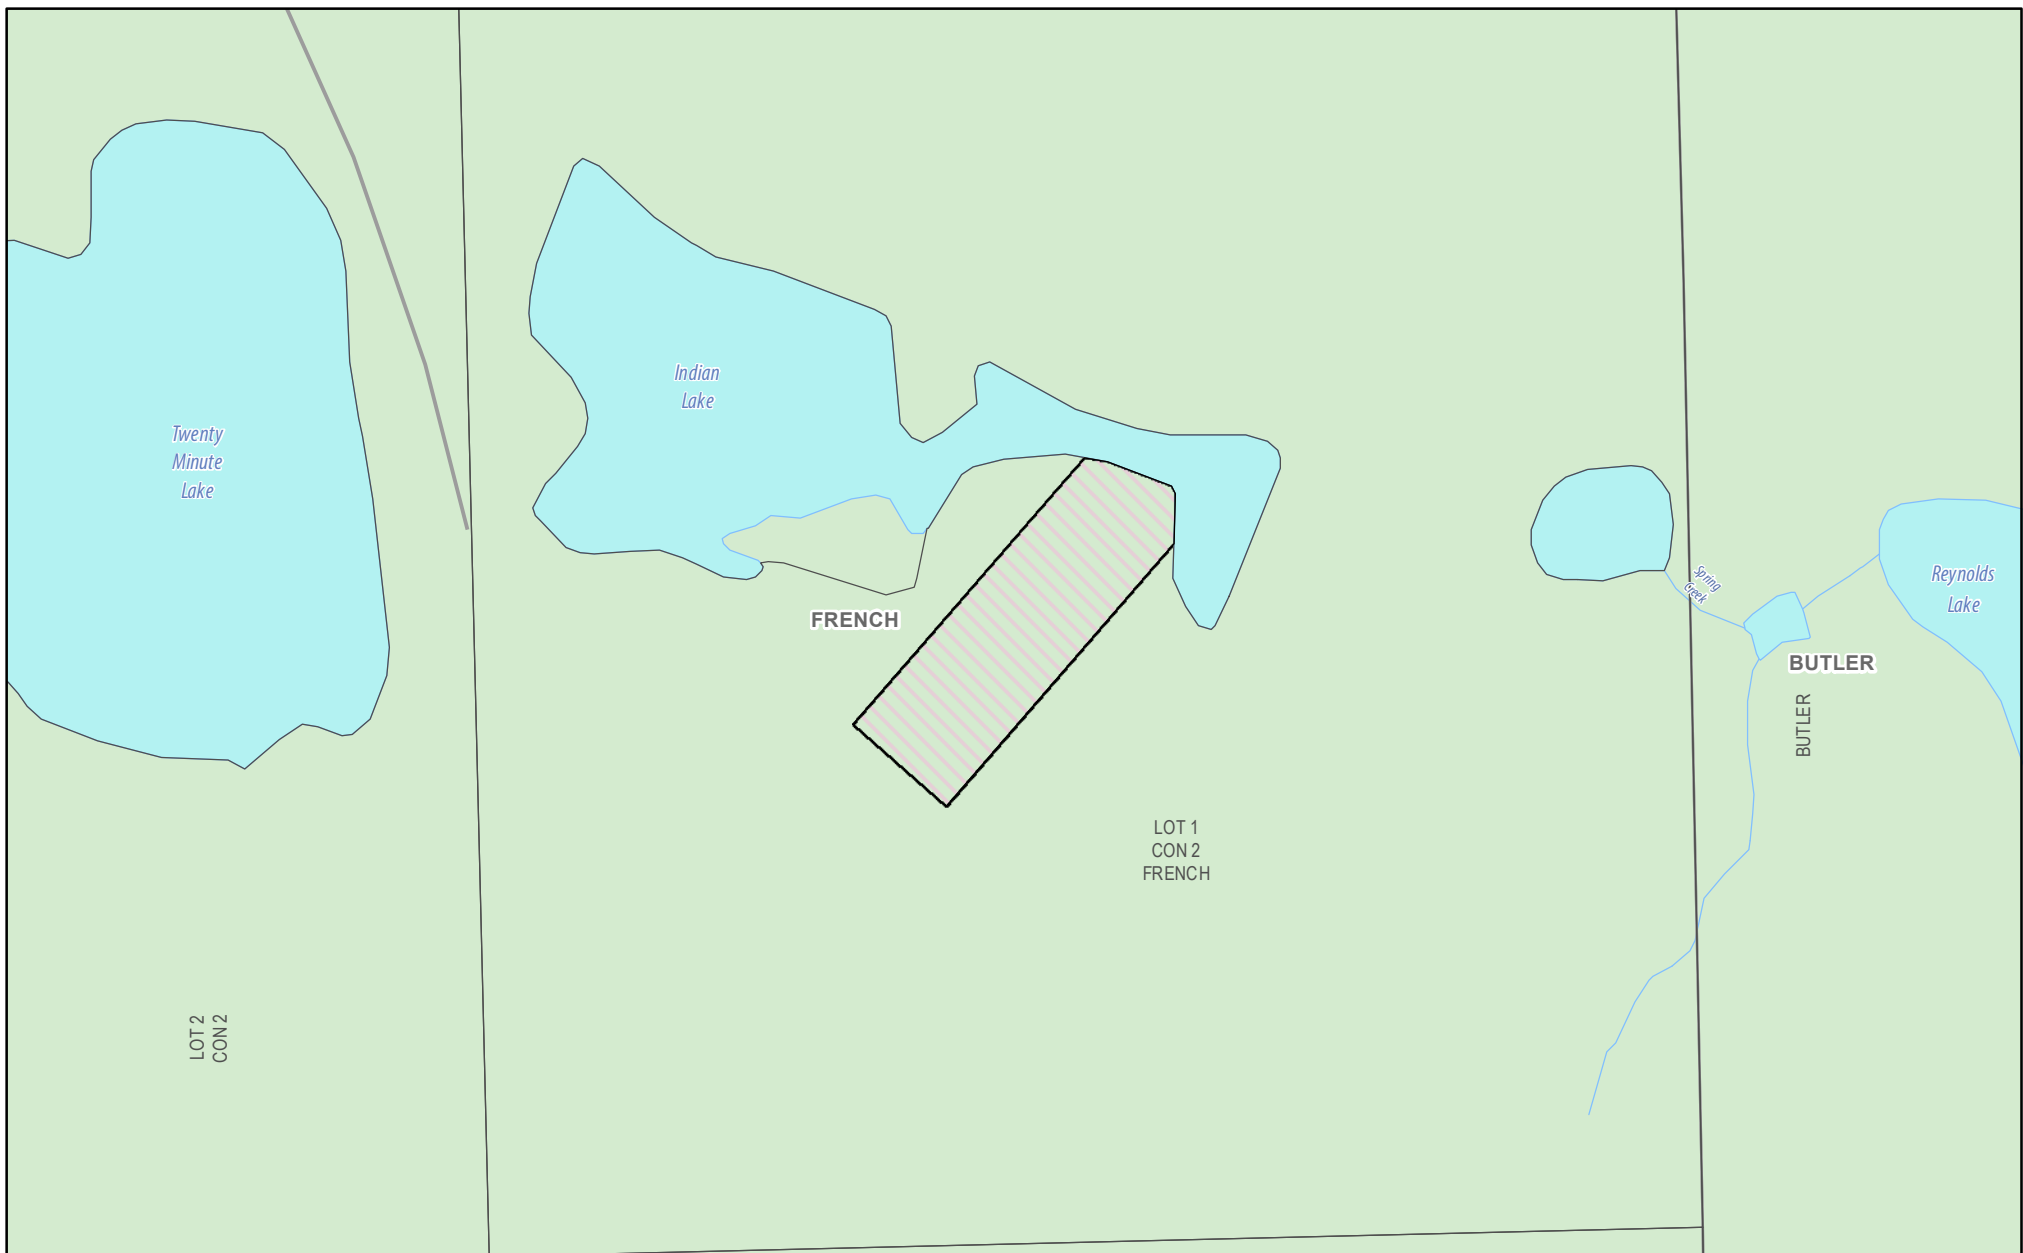 Twenty
Minute
Lake
Indian
Lake
FRENCH
LOT 1
CON 2
FRENCH
LOT 2
CON 2
Spring
Creek
Reynolds
Lake
BUTLER
BUTLER